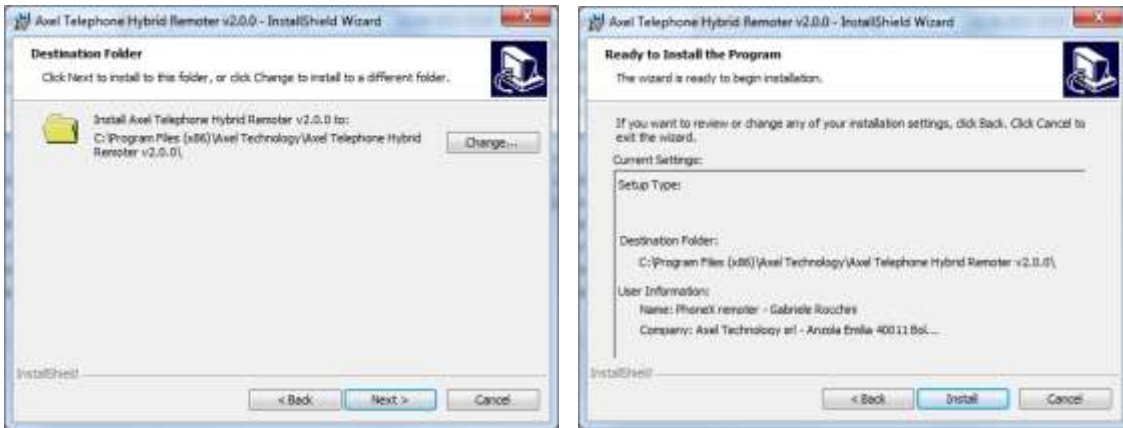 Axel Telephone Hybrid Remoter v2.0.0 - InstallShield Wizard
Destination Folder
Click Next to install to this folder, or click Change to install to a different folder.
Install Axel Telephone Hybrid Remoter v2.0.0 to:
C:\Program Files (x86)\Axel Technology\Axel Telephone Hybrid
Remoter v2.0.0\
Change...
InstallShield
< Back
Next >
Cancel
Axel Telephone Hybrid Remoter v2.0.0 - InstallShield Wizard
Ready to Install the Program
The wizard is ready to begin installation.
If you want to review or change any of your installation settings, click Back. Click Cancel to
exit the wizard.
Current Settings:
Setup Type:
Destination Folder:
C:\Program Files (x86)\Axel Technology\Axel Telephone Hybrid Remoter v2.0.0\
User Information:
Name: PhoneX remoter - Gabriele Rocchini
Company: Axel Technology srl - Anzola Emilia 40011 Bol...
InstallShield
< Back
Install
Cancel